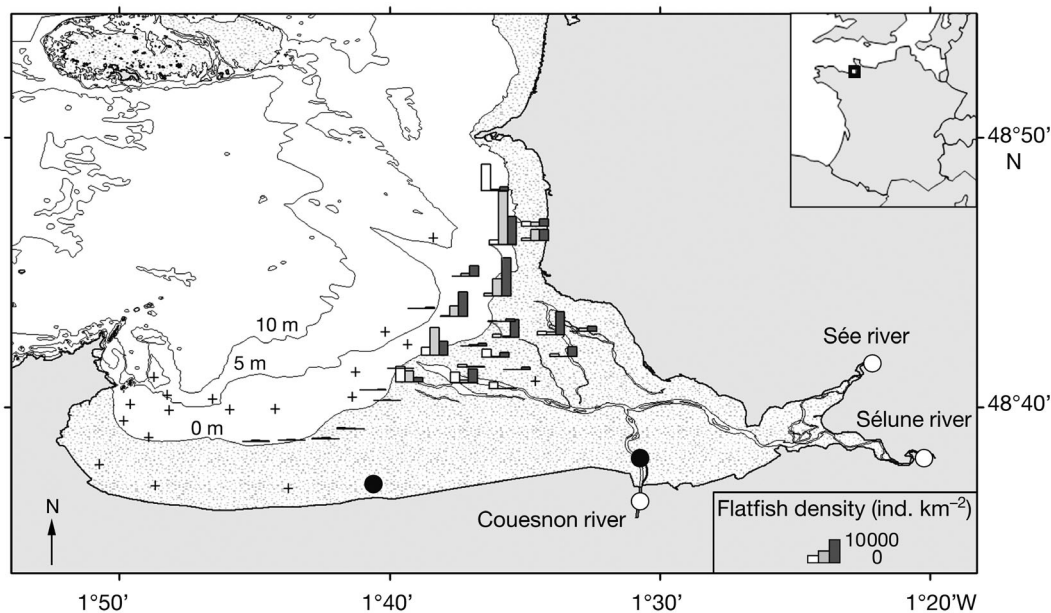 48°50'
N
10 m
5 m
Sée river
0 m
48°40'
Sélune river
N
Couesnon river
Flatfish density (ind. km⁻²)
10000
0
1°50'
1°40'
1°30'
1°20'W